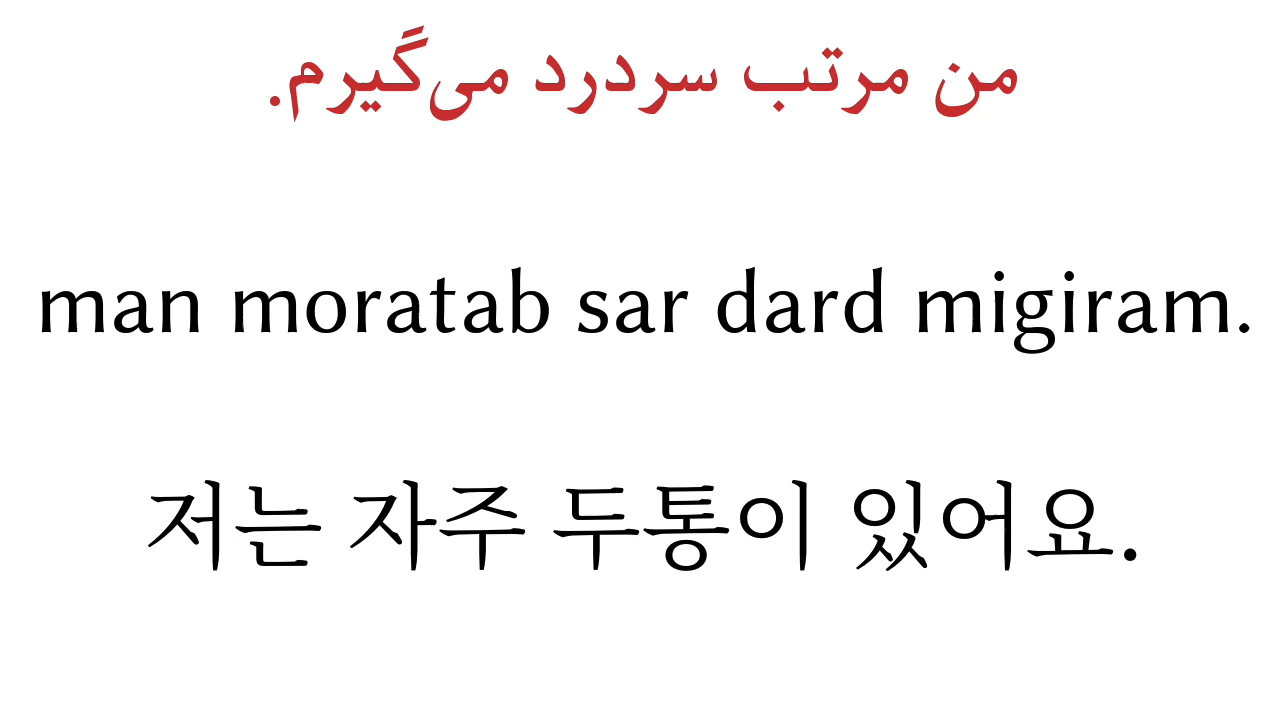 من مرتب سردرد می‌گیرم.
man moratab sar dard migiram.
저는 자주 두통이 있어요.